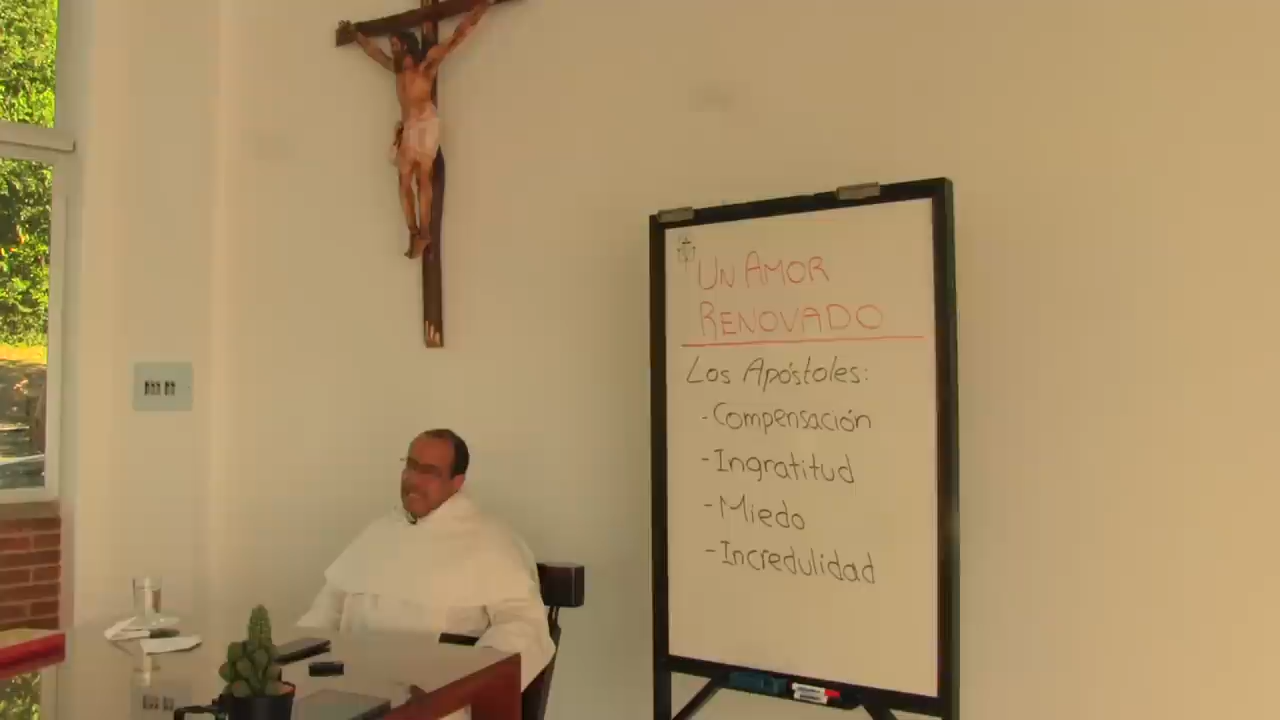 UN AMOR
RENOVADO
Los Apóstoles:
-Compensación
-Ingratitud
-Miedo
-Incredulidad